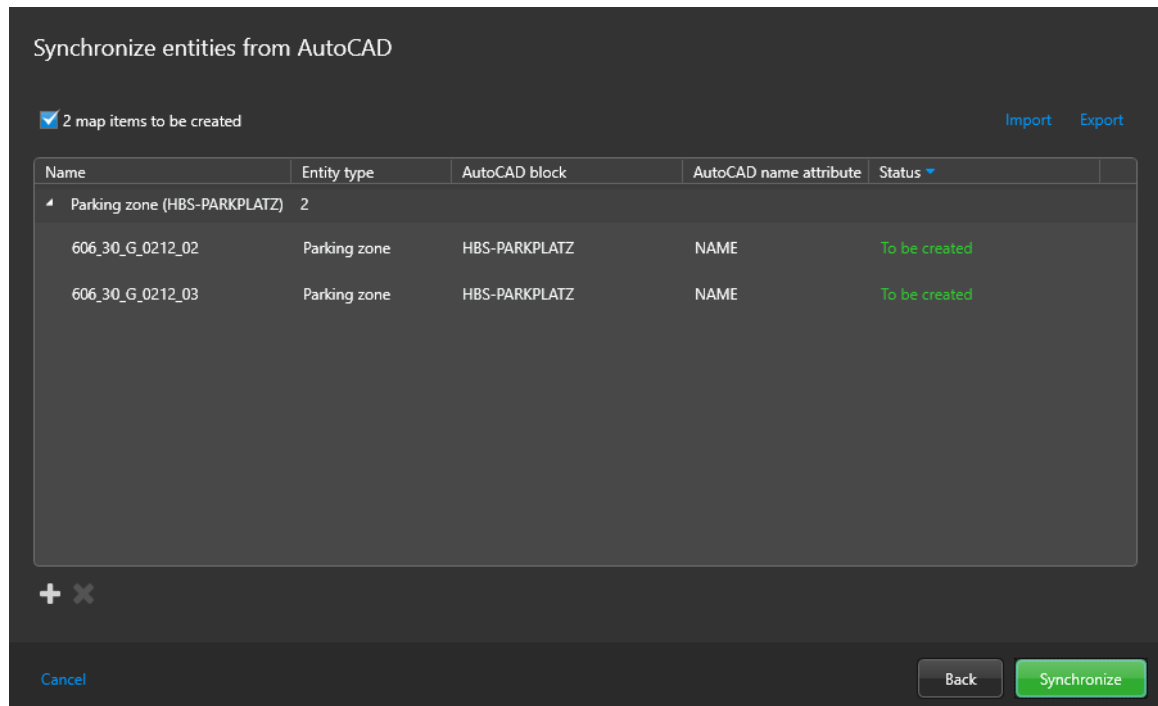 Synchronize entities from AutoCAD
2 map items to be created
Import Export
Name Entity type AutoCAD block AutoCAD name attribute Status
Parking zone (HBS-PARKPLATZ) 2
606_30_G_0212_02 Parking zone HBS-PARKPLATZ NAME To be created
606_30_G_0212_03 Parking zone HBS-PARKPLATZ NAME To be created
Cancel Back Synchronize